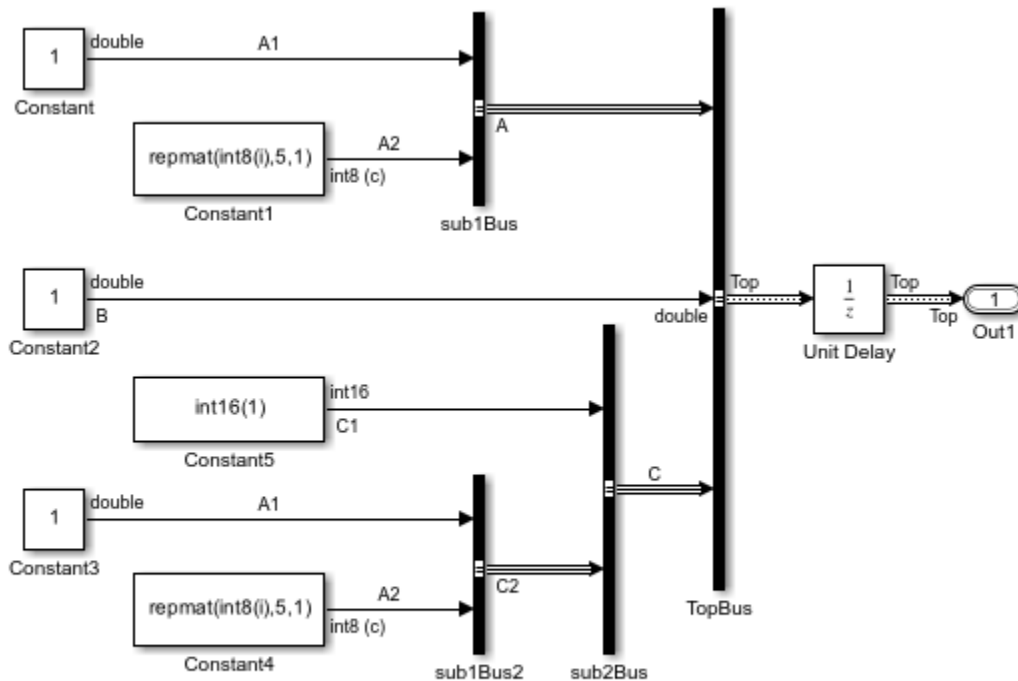 1
double
A1
Constant
repmat(int8(i),5,1)
A2
int8 (c)
Constant1
A
sub1Bus
1
double
B
Constant2
double
Top
1
z
Top
Top
1
Unit Delay
Out1
int16(1)
int16
C1
Constant5
C
1
double
A1
Constant3
repmat(int8(i),5,1)
A2
int8 (c)
Constant4
C2
sub1Bus2
sub2Bus
TopBus